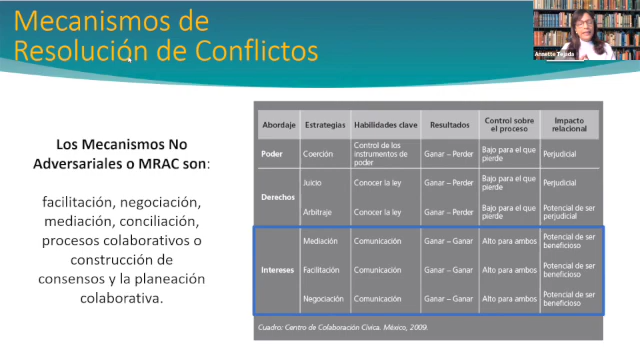 Mecanismos de
Resolución de Conflictos
Annette Tejada
Los Mecanismos No
Adversariales o MRAC son:
facilitación, negociación,
mediación, conciliación,
procesos colaborativos o
construcción de
consensos y la planeación
colaborativa.
Abordaje Estrategias Habilidades clave Resultados Control sobre el proceso Impacto relacional
Poder Coerción Control de los instrumentos de poder Ganar – Perder Bajo para el que pierde Perjudicial
Derechos
Juicio Conocer la ley Ganar – Perder Bajo para el que pierde Perjudicial
Arbitraje Conocer la ley Ganar – Perder Bajo para el que pierde Potencial de ser perjudicial
Intereses
Mediación Comunicación Ganar – Ganar Alto para ambos Potencial de ser beneficioso
Facilitación Comunicación Ganar – Ganar Alto para ambos Potencial de ser beneficioso
Negociación Comunicación Ganar – Ganar Alto para ambos Potencial de ser beneficioso
Cuadro: Centro de Colaboración Cívica. México, 2009.